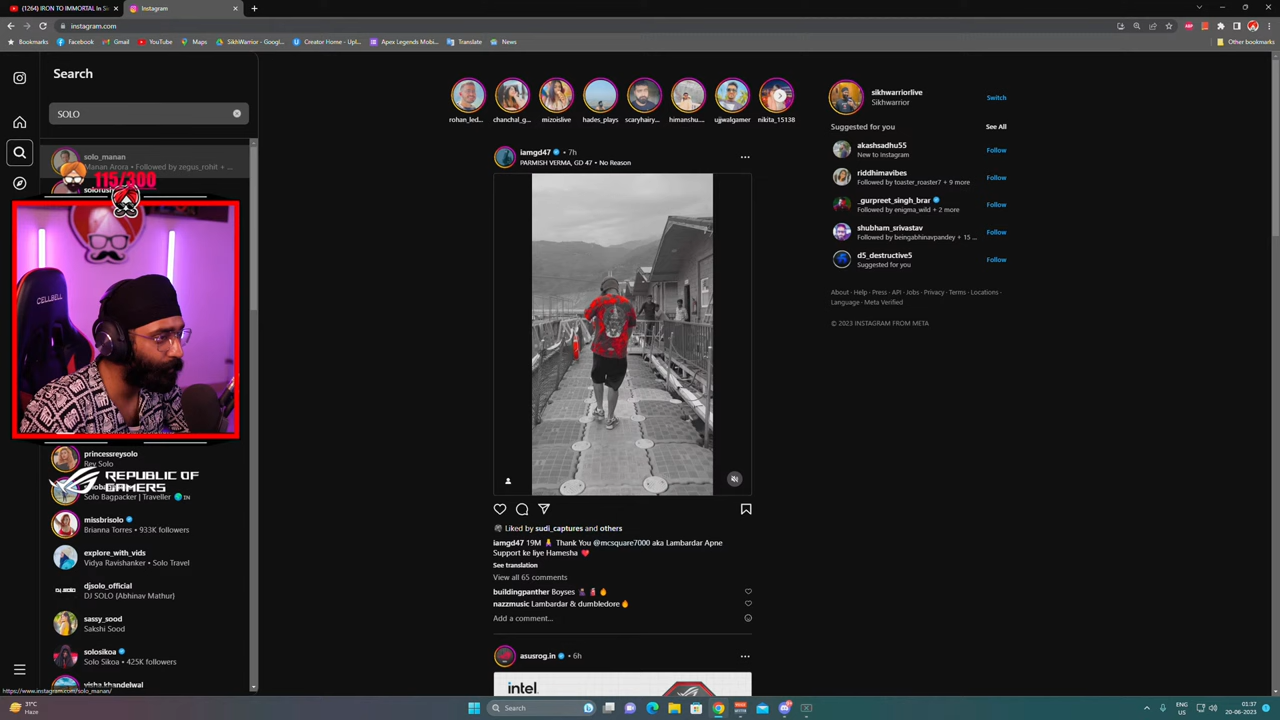 (1264) IRON TO IMMORTAL In Si
Instagram
instagram.com
Bookmarks
Facebook
Gmail
YouTube
Maps
SikhWarrior - Googl...
Creator Home - Upl...
Apex Legends Mobi...
Translate
News
Other bookmarks
Search
SOLO
solo_manan
Manan Arora • Followed by zegus_rohit + ...
115/300
CELLBELL
princessreysolo
Rey Solo
REPUBLIC OF
GAMERS
Solo Bagpacker | Traveller IN
missbrisolo
Brianna Torres • 933K followers
explore_with_vids
Vidya Ravishanker • Solo Travel
djsolo_official
DJ SOLO (Abhinav Mathur)
sassy_sood
Sakshi Sood
solosikoa
Solo Sikoa • 425K followers
visha.khandelwal
https://www.instagram.com/solo_manan/
rohan_led...
chanchal_g...
mizoislive
hades_plays
scaryhairy...
himanshu...
ujjwalgamer
nikita_15138
iamgd47 • 7h
PARMISH VERMA, GD 47 • No Reason
Liked by sudi_captures and others
iamgd47 19M Thank You @mcsquare7000 aka Lambardar Apne
Support ke liye Hamesha
See translation
View all 65 comments
buildingpanther Boyses
nazzmusic Lambardar & dumbledore
Add a comment...
asusrog.in • 6h
intel
sikhwarriorlive
Sikhwarrior
Switch
Suggested for you
See All
akashsadhu55
New to Instagram
Follow
riddhimavibes
Followed by toaster_roaster7 + 9 more
Follow
_gurpreet_singh_brar
Followed by enigma_wild + 2 more
Follow
shubham_srivastav
Followed by beingabhinavpandey + 15 ...
Follow
d5_destructive5
Suggested for you
Follow
About · Help · Press · API · Jobs · Privacy · Terms · Locations ·
Language · Meta Verified
© 2023 INSTAGRAM FROM META
31°C
Haze
Search
ENG
US
01:37
20-06-2023